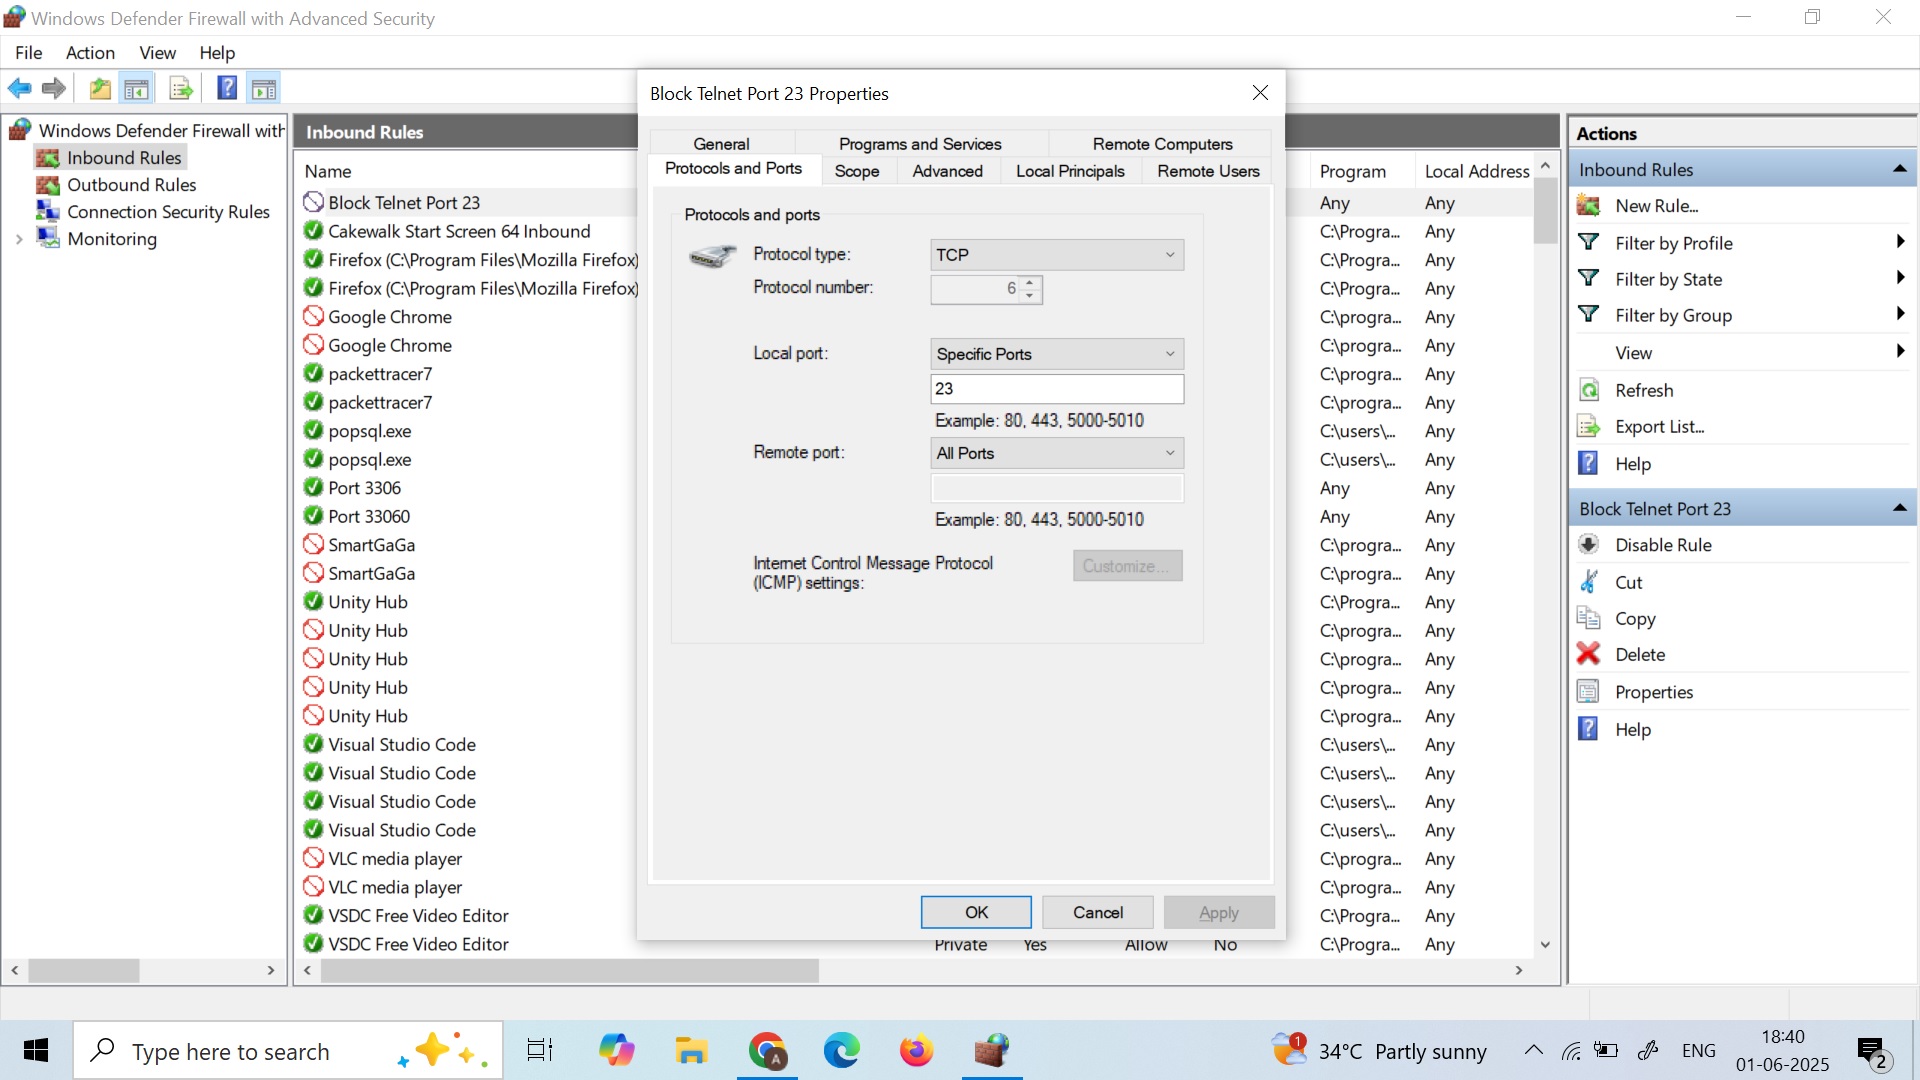 Windows Defender Firewall with Advanced Security
File Action View Help
Windows Defender Firewall with
Inbound Rules
Outbound Rules
Connection Security Rules
Monitoring
Inbound Rules
Name
Block Telnet Port 23
Cakewalk Start Screen 64 Inbound
Firefox (C:\Program Files\Mozilla Firefox)
Firefox (C:\Program Files\Mozilla Firefox)
Google Chrome
Google Chrome
packettracer7
packettracer7
popsql.exe
popsql.exe
Port 3306
Port 33060
SmartGaGa
SmartGaGa
Unity Hub
Unity Hub
Unity Hub
Unity Hub
Unity Hub
Visual Studio Code
Visual Studio Code
Visual Studio Code
Visual Studio Code
VLC media player
VLC media player
VSDC Free Video Editor
VSDC Free Video Editor
Private Yes Allow No
Block Telnet Port 23 Properties
General Programs and Services Remote Computers
Protocols and Ports Scope Advanced Local Principals Remote Users
Protocols and ports
Protocol type: TCP
Protocol number: 6
Local port: Specific Ports
23
Example: 80, 443, 5000-5010
Remote port: All Ports
Example: 80, 443, 5000-5010
Internet Control Message Protocol
(ICMP) settings:
Customize...
OK Cancel Apply
Program Local Address
Any Any
C:\Progra... Any
C:\Progra... Any
C:\Progra... Any
C:\progra... Any
C:\progra... Any
C:\progra... Any
C:\progra... Any
C:\users\... Any
C:\users\... Any
Any Any
Any Any
C:\progra... Any
C:\progra... Any
C:\Progra... Any
C:\progra... Any
C:\progra... Any
C:\progra... Any
C:\progra... Any
C:\users\... Any
C:\users\... Any
C:\users\... Any
C:\users\... Any
C:\progra... Any
C:\progra... Any
C:\Progra... Any
C:\Progra... Any
Actions
Inbound Rules
New Rule...
Filter by Profile
Filter by State
Filter by Group
View
Refresh
Export List...
Help
Block Telnet Port 23
Disable Rule
Cut
Copy
Delete
Properties
Help
Type here to search
A
1
34°C Partly sunny
ENG
18:40
01-06-2025
2